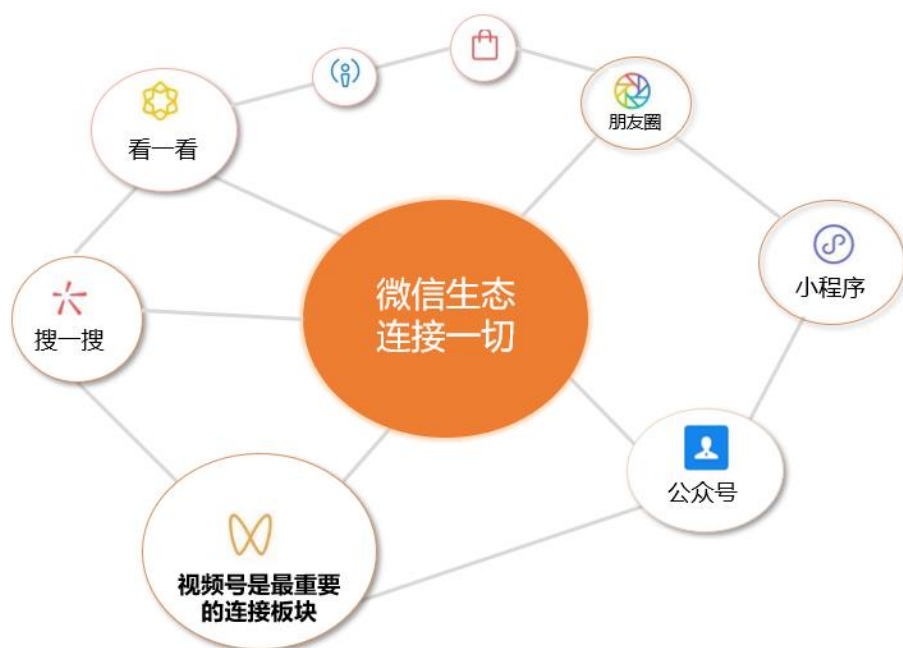 看一看
朋友圈
小程序
微信生态
连接一切
搜一搜
公众号
视频号是最重要
的连接板块